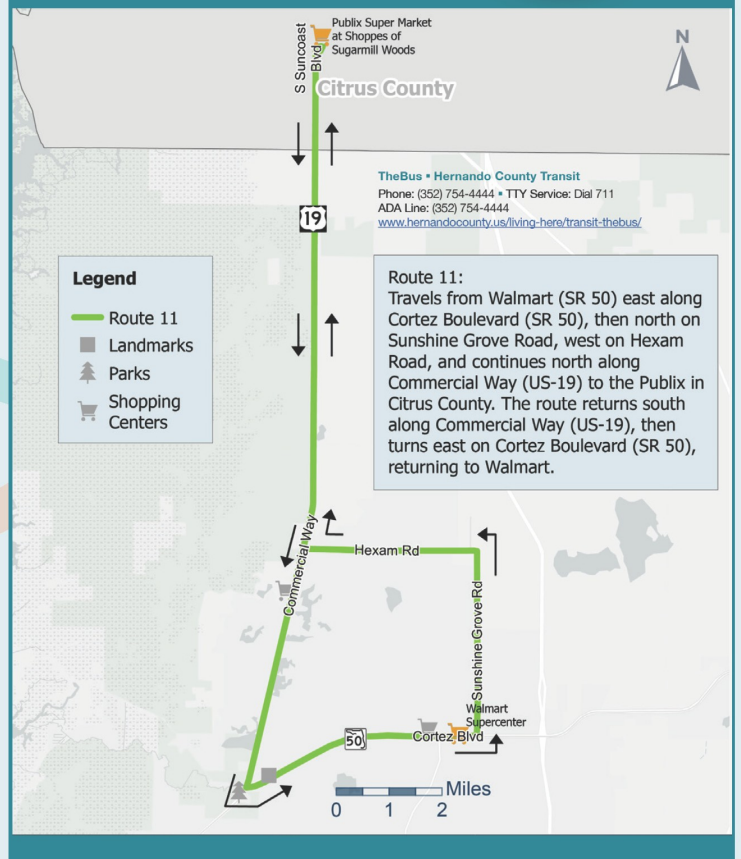 Publix Super Market
at Shoppes of
Sugarmill Woods
S Suncoast
Blvd
N
Citrus County
TheBus ▪ Hernando County Transit
Phone: (352) 754-4444 ▪ TTY Service: Dial 711
ADA Line: (352) 754-4444
www.hernandocounty.us/living-here/transit-thebus/
19
Legend
Route 11
Landmarks
Parks
Shopping
Centers
Route 11:
Travels from Walmart (SR 50) east along
Cortez Boulevard (SR 50), then north on
Sunshine Grove Road, west on Hexam
Road, and continues north along
Commercial Way (US-19) to the Publix in
Citrus County. The route returns south
along Commercial Way (US-19), then
turns east on Cortez Boulevard (SR 50),
returning to Walmart.
Commercial Way
Hexam Rd
Sunshine Grove Rd
Walmart
Supercenter
50
Cortez Blvd
Miles
0 1 2